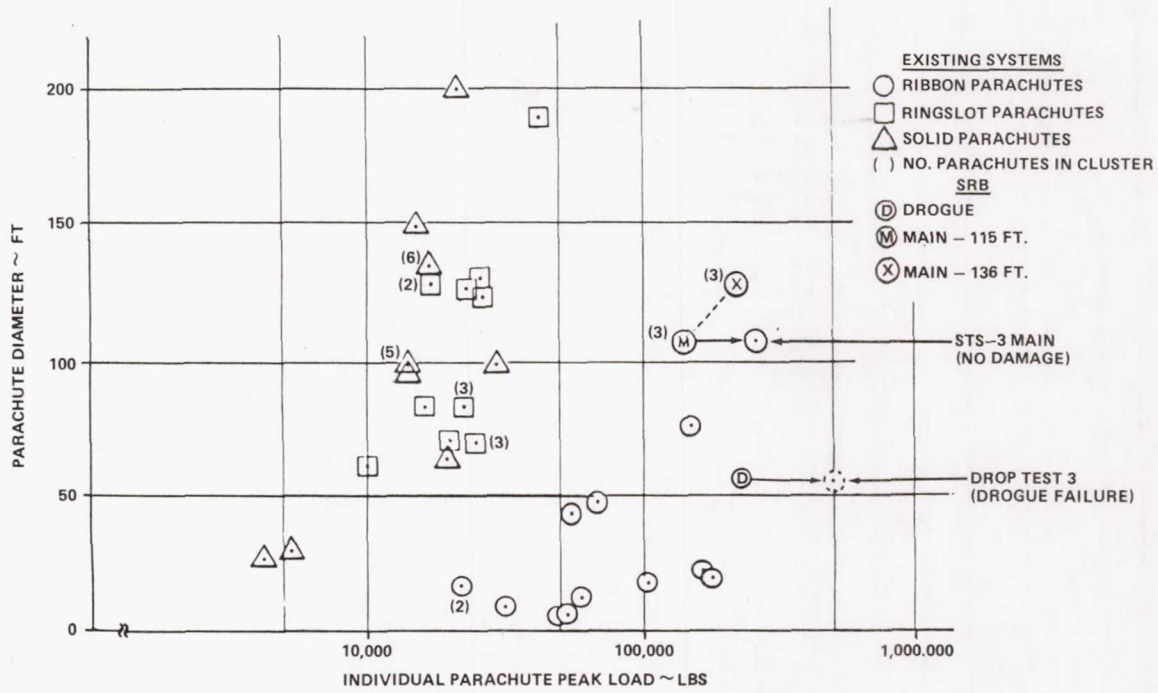 EXISTING SYSTEMS
RIBBON PARACHUTES
RINGSLOT PARACHUTES
SOLID PARACHUTES
( ) NO. PARACHUTES IN CLUSTER
SRB
D DROGUE
M MAIN – 115 FT.
X MAIN – 136 FT.
PARACHUTE DIAMETER ~ FT
200
150
100
50
0
(6)
(2)
(5)
(3)
(3)
(2)
(3)
X
(3)
M
D
STS–3 MAIN
(NO DAMAGE)
DROP TEST 3
(DROGUE FAILURE)
10,000
100,000
1,000.000
INDIVIDUAL PARACHUTE PEAK LOAD ~ LBS